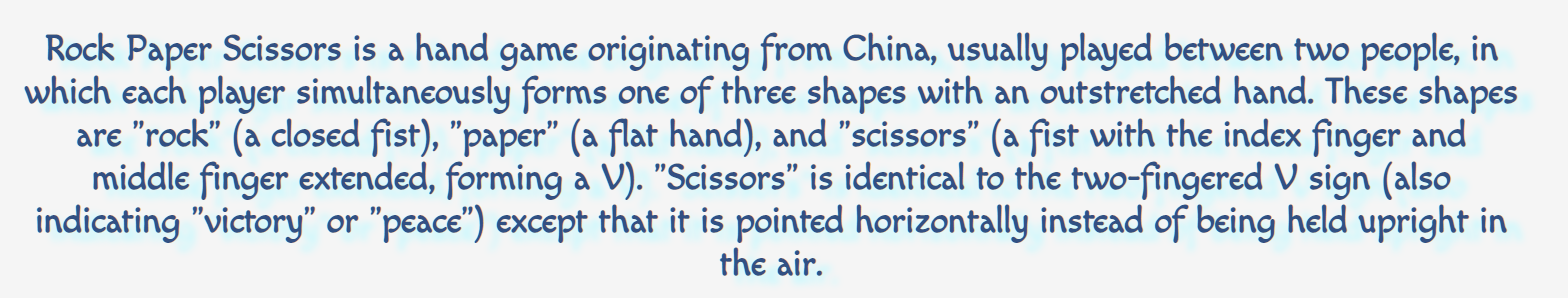 Rock Paper Scissors is a hand game originating from China, usually played between two people, in
which each player simultaneously forms one of three shapes with an outstretched hand. These shapes
are "rock" (a closed fist), "paper" (a flat hand), and "scissors" (a fist with the index finger and
middle finger extended, forming a V). "Scissors" is identical to the two-fingered V sign (also
indicating "victory" or "peace") except that it is pointed horizontally instead of being held upright in
the air.